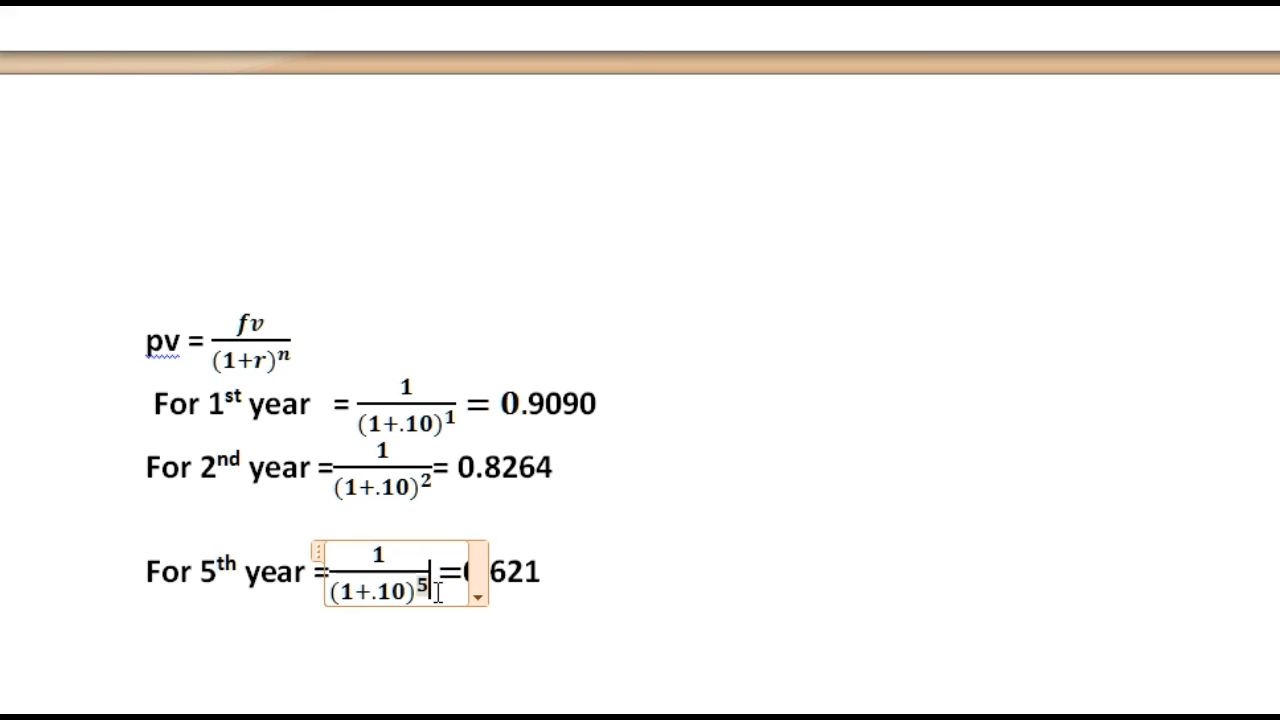 pv = fv/(1+r)^n
For 1st year = 1/(1+.10)^1 = 0.9090
For 2nd year = 1/(1+.10)^2 = 0.8264
For 5th year = 1/(1+.10)^5 = 621